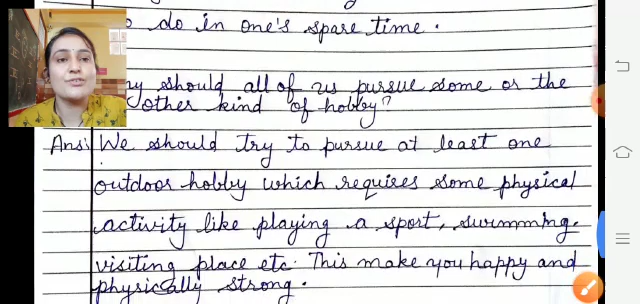 do in one's spare time.
should all of us pursue some or the
other kind of hobby?
Ans: We should try to pursue at least one
outdoor hobby which requires some physical
activity like playing a sport, swimming.
visiting place etc. This make you happy and
physically strong.